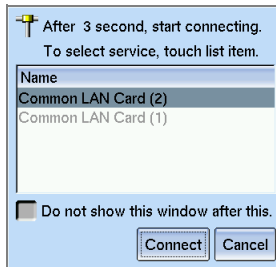 After 3 second, start connecting.
To select service, touch list item.
Name
Common LAN Card (2)
Common LAN Card (1)
Do not show this window after this.
Connect Cancel